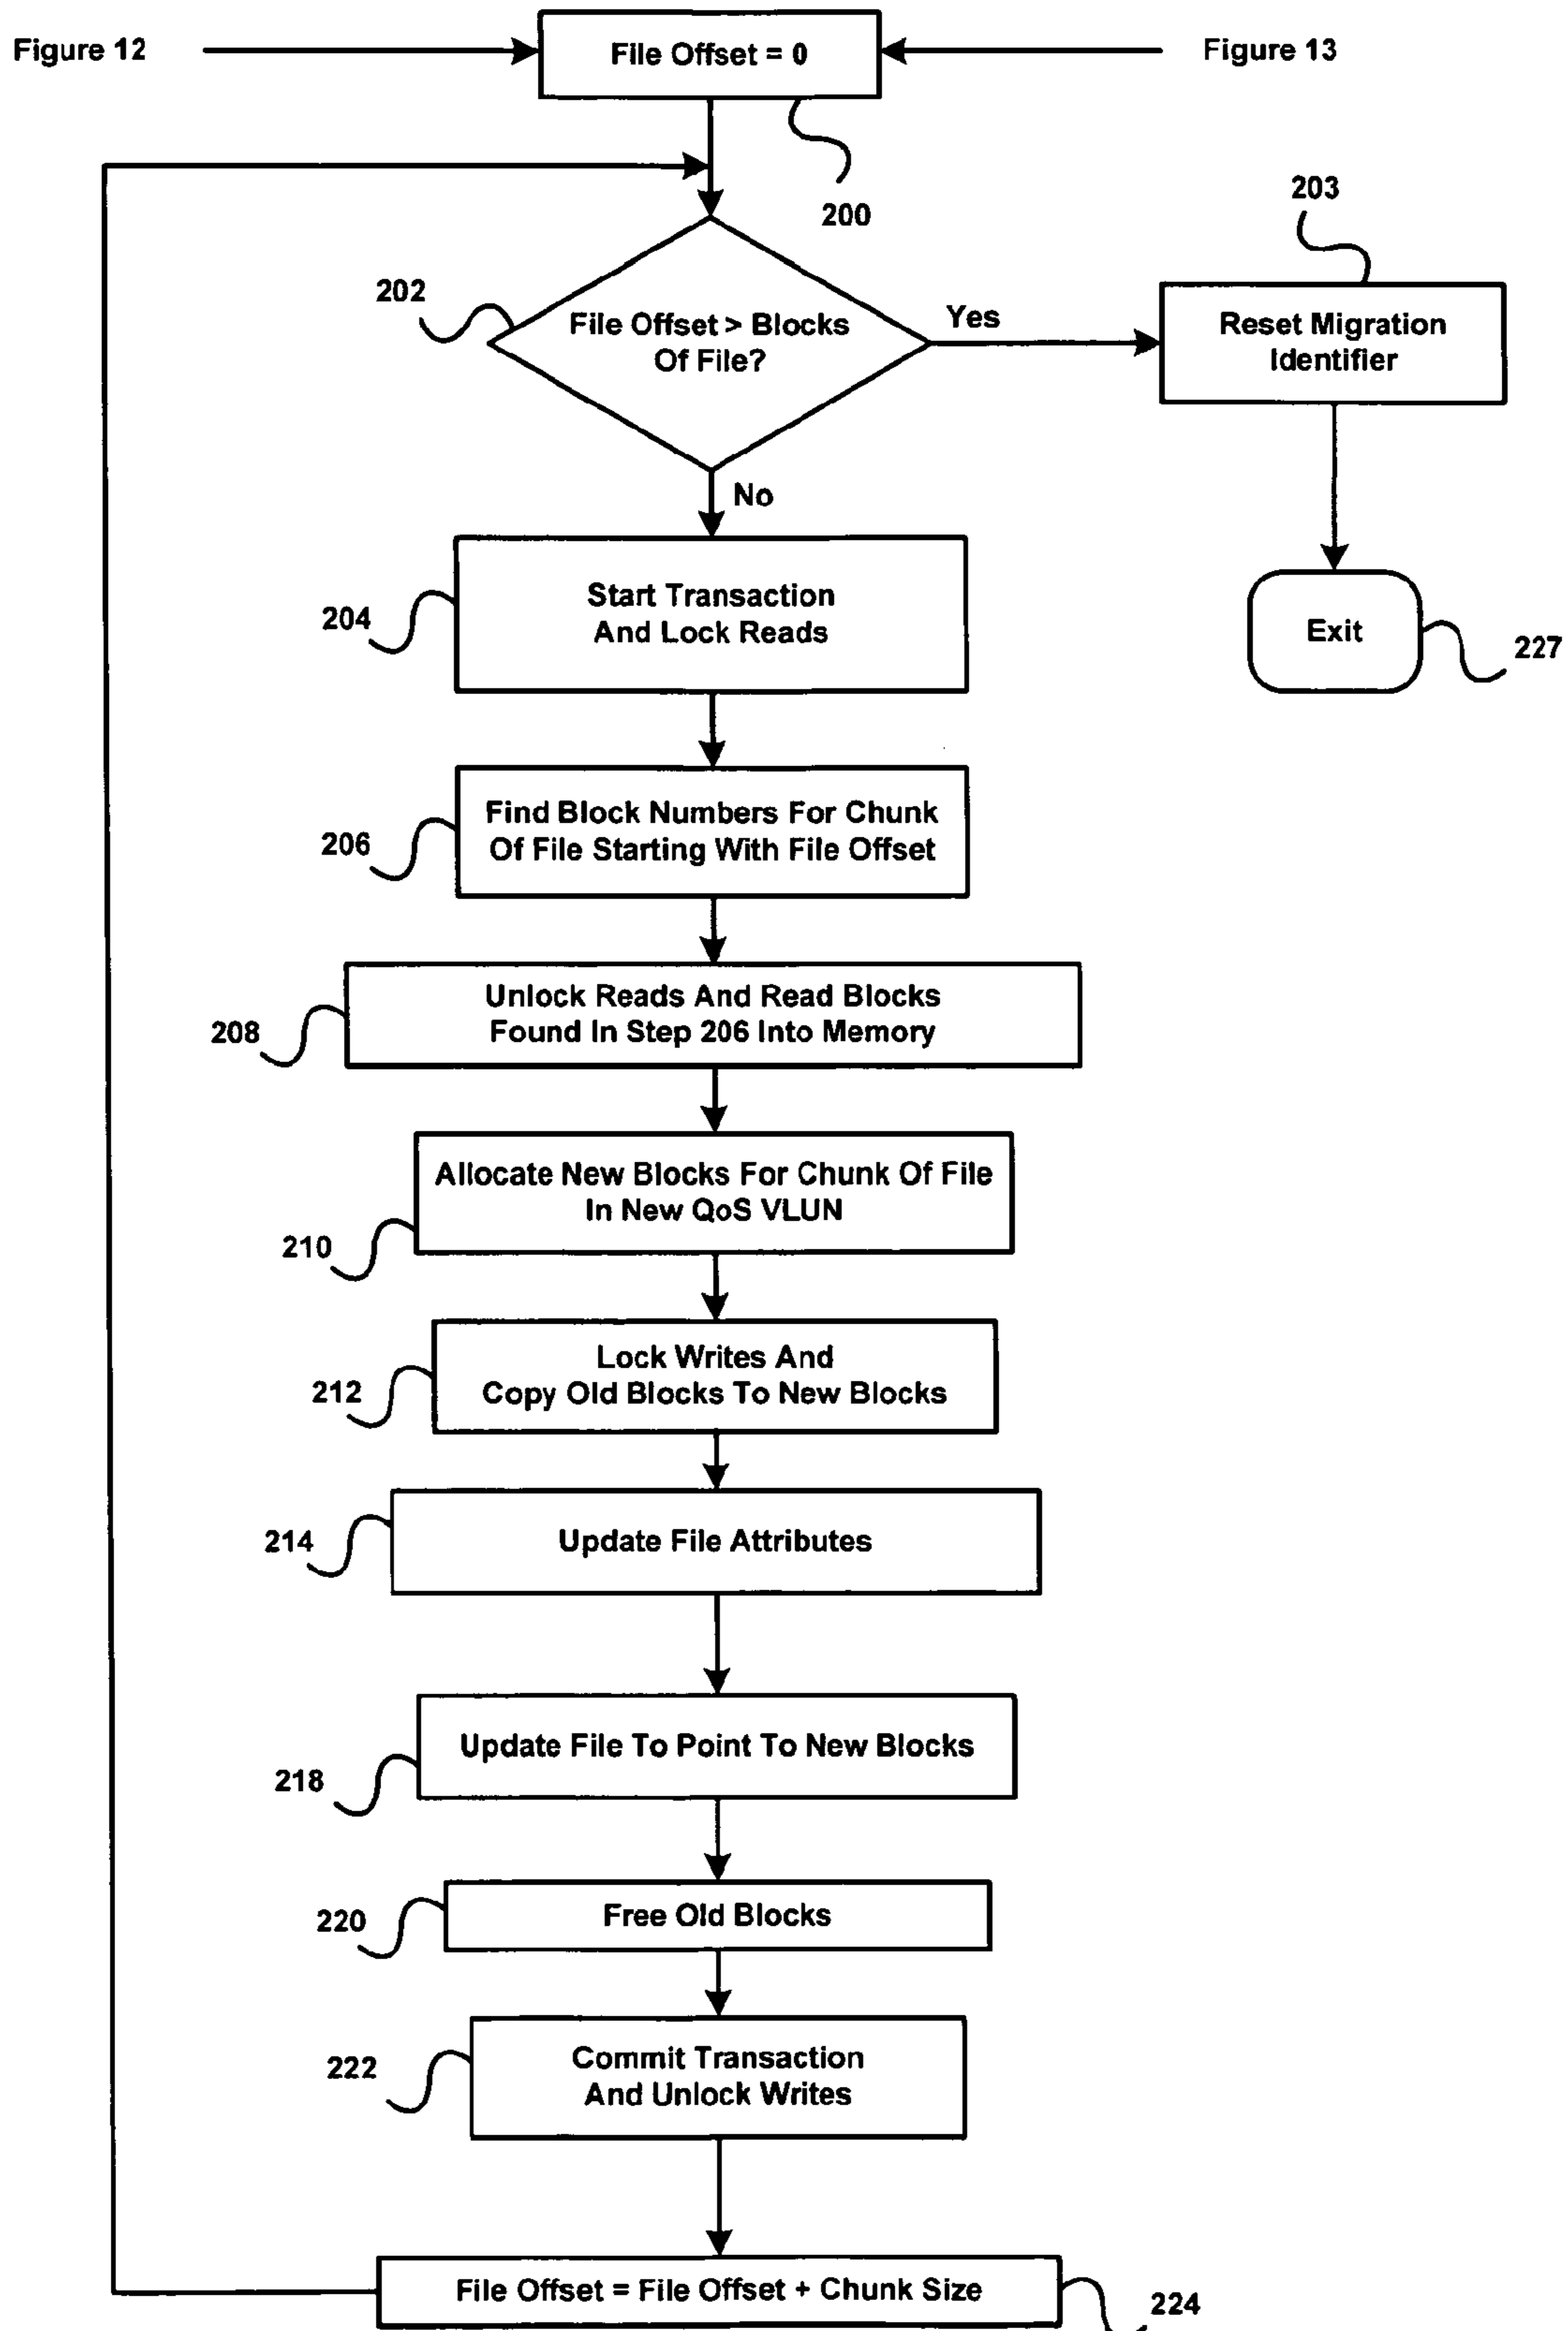 Figure 12
File Offset = 0
Figure 13
200
203
202
File Offset > Blocks
Of File?
Yes
Reset Migration
Identifier
No
204
Start Transaction
And Lock Reads
Exit
227
206
Find Block Numbers For Chunk
Of File Starting With File Offset
208
Unlock Reads And Read Blocks
Found In Step 206 Into Memory
210
Allocate New Blocks For Chunk Of File
In New QoS VLUN
212
Lock Writes And
Copy Old Blocks To New Blocks
214
Update File Attributes
218
Update File To Point To New Blocks
220
Free Old Blocks
222
Commit Transaction
And Unlock Writes
File Offset = File Offset + Chunk Size
224